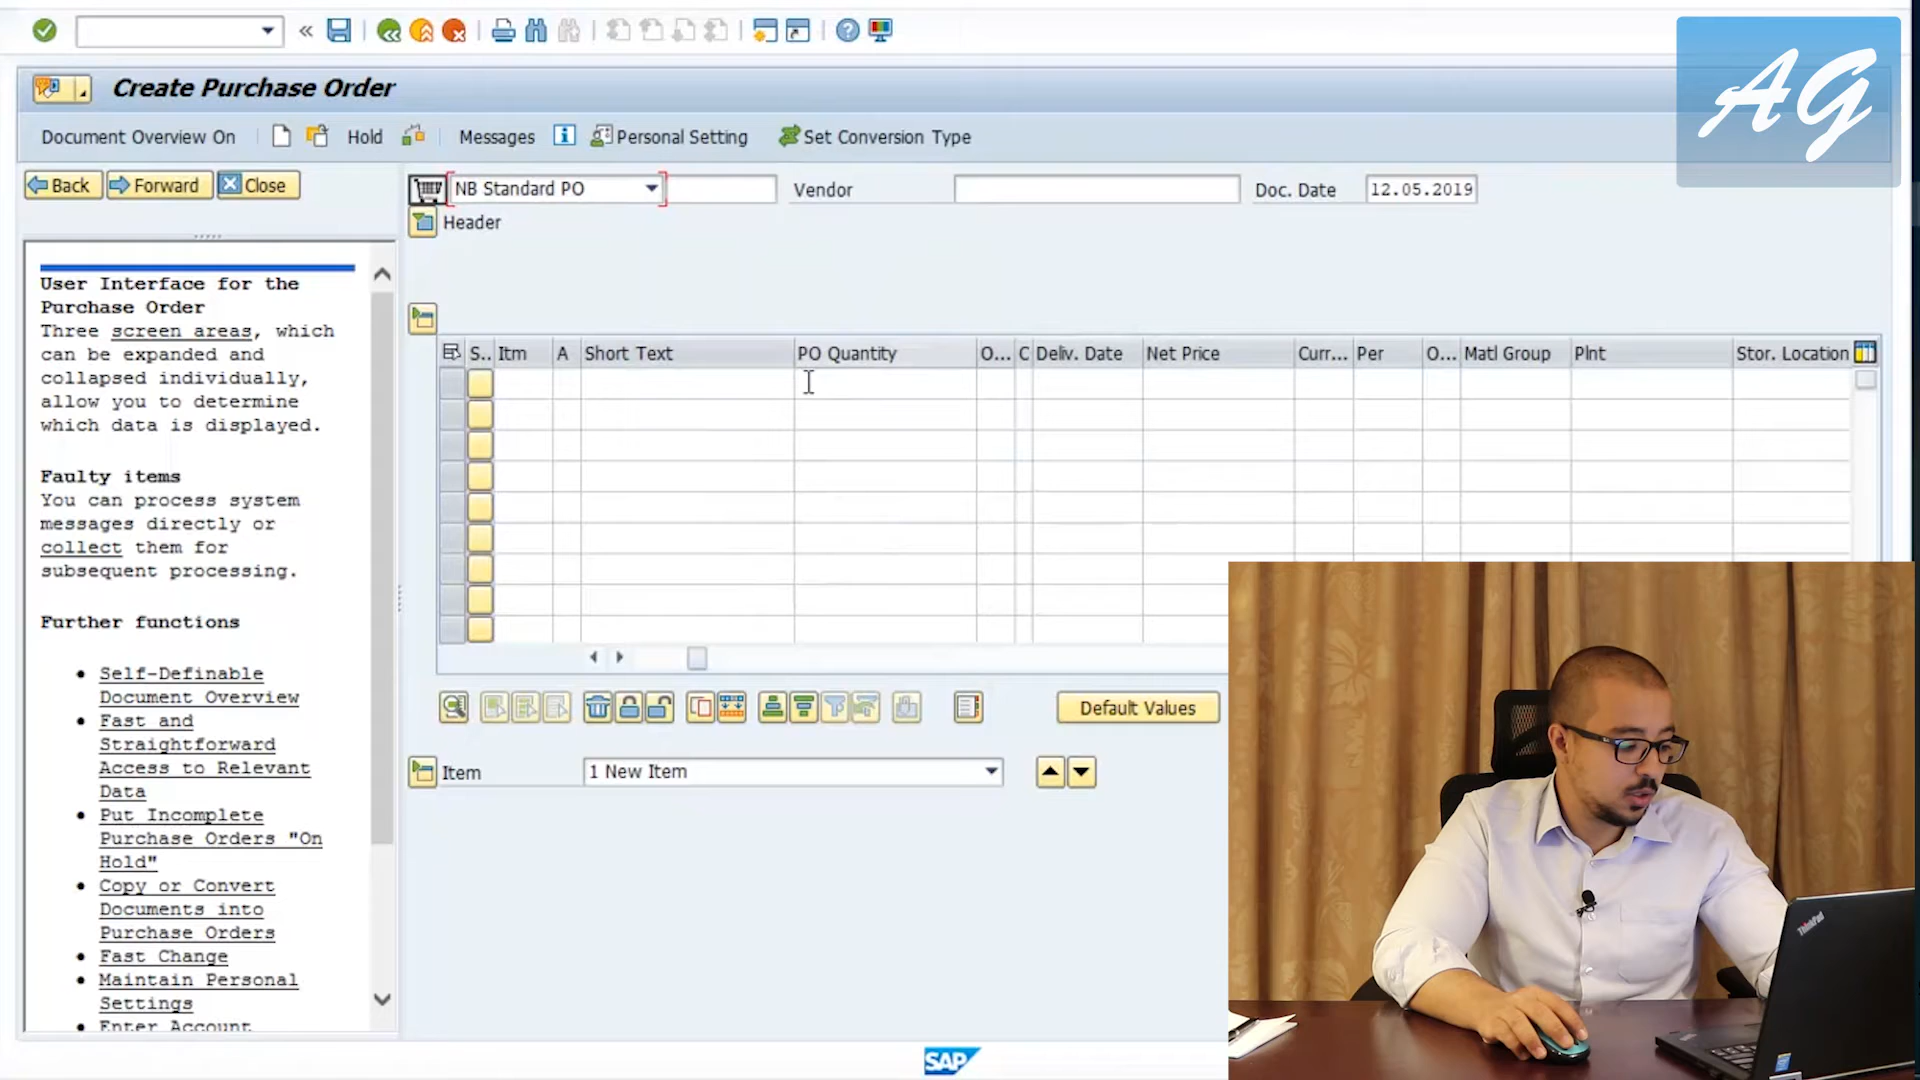 Create Purchase Order
AG
Document Overview On
Hold
Messages
Personal Setting
Set Conversion Type
Back
Forward
Close
NB Standard PO
Vendor
Doc. Date
12.05.2019
Header
User Interface for the
Purchase Order
Three screen areas, which
can be expanded and
collapsed individually,
allow you to determine
which data is displayed.
Faulty items
You can process system
messages directly or
collect them for
subsequent processing.
Further functions
• Self-Definable
Document Overview
• Fast and
Straightforward
Access to Relevant
Data
• Put Incomplete
Purchase Orders "On
Hold"
• Copy or Convert
Documents into
Purchase Orders
• Fast Change
• Maintain Personal
Settings
• Enter Account
S.. Itm A Short Text PO Quantity O... C Deliv. Date Net Price Curr... Per O... Matl Group Plnt Stor. Location
Default Values
Item
1 New Item
SAP
ThinkPad